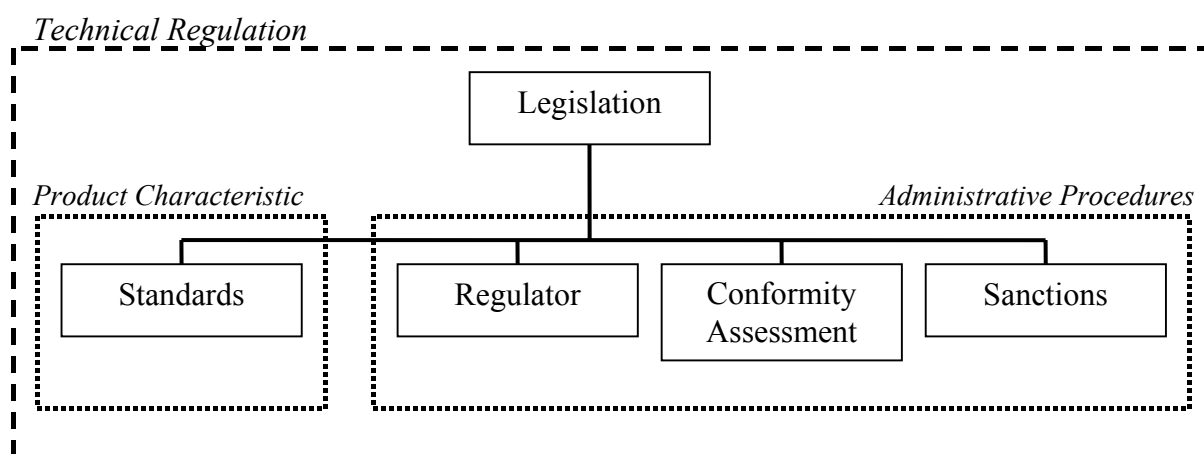 Technical Regulation
Legislation
Product Characteristic
Administrative Procedures
Standards
Regulator
Conformity
Assessment
Sanctions